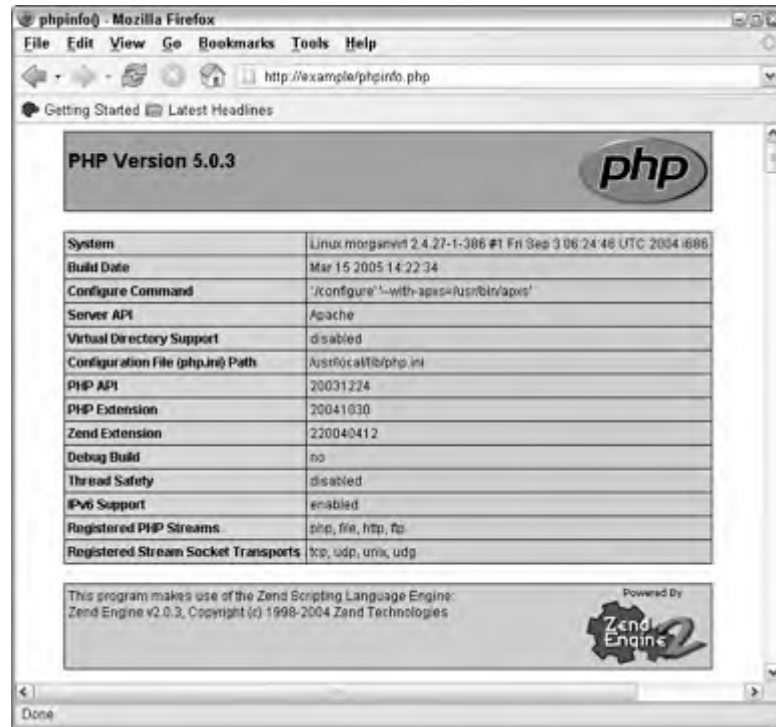 phpinfo() - Mozilla Firefox
File Edit View Go Bookmarks Tools Help
http://example/phpinfo.php
Getting Started Latest Headlines
PHP Version 5.0.3
php
System Linux morganwrt 2.4.27-1-386 #1 Fri Sep 3 06:24:46 UTC 2004 i686
Build Date Mar 15 2005 14:22:34
Configure Command './configure' '--with-apxs=/usr/bin/apxs'
Server API Apache
Virtual Directory Support disabled
Configuration File (php.ini) Path /usr/local/lib/php.ini
PHP API 20031224
PHP Extension 20041030
Zend Extension 220040412
Debug Build no
Thread Safety disabled
IPv6 Support enabled
Registered PHP Streams php, file, http, ftp
Registered Stream Socket Transports tcp, udp, unix, udg
This program makes use of the Zend Scripting Language Engine:
Zend Engine v2.0.3, Copyright (c) 1998-2004 Zend Technologies
Powered By
Zend
Engine 2
Done